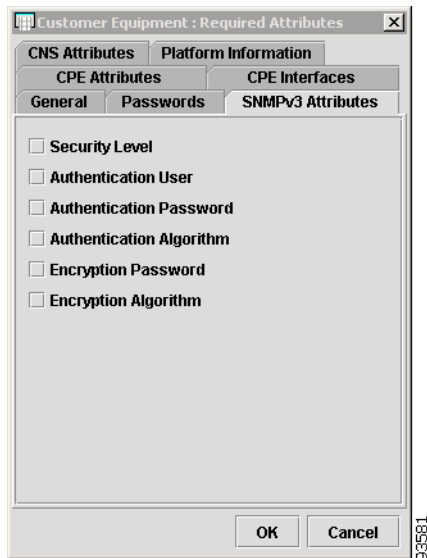 Customer Equipment : Required Attributes
CNS Attributes Platform Information
CPE Attributes CPE Interfaces
General Passwords SNMPv3 Attributes
Security Level
Authentication User
Authentication Password
Authentication Algorithm
Encryption Password
Encryption Algorithm
OK Cancel
93581